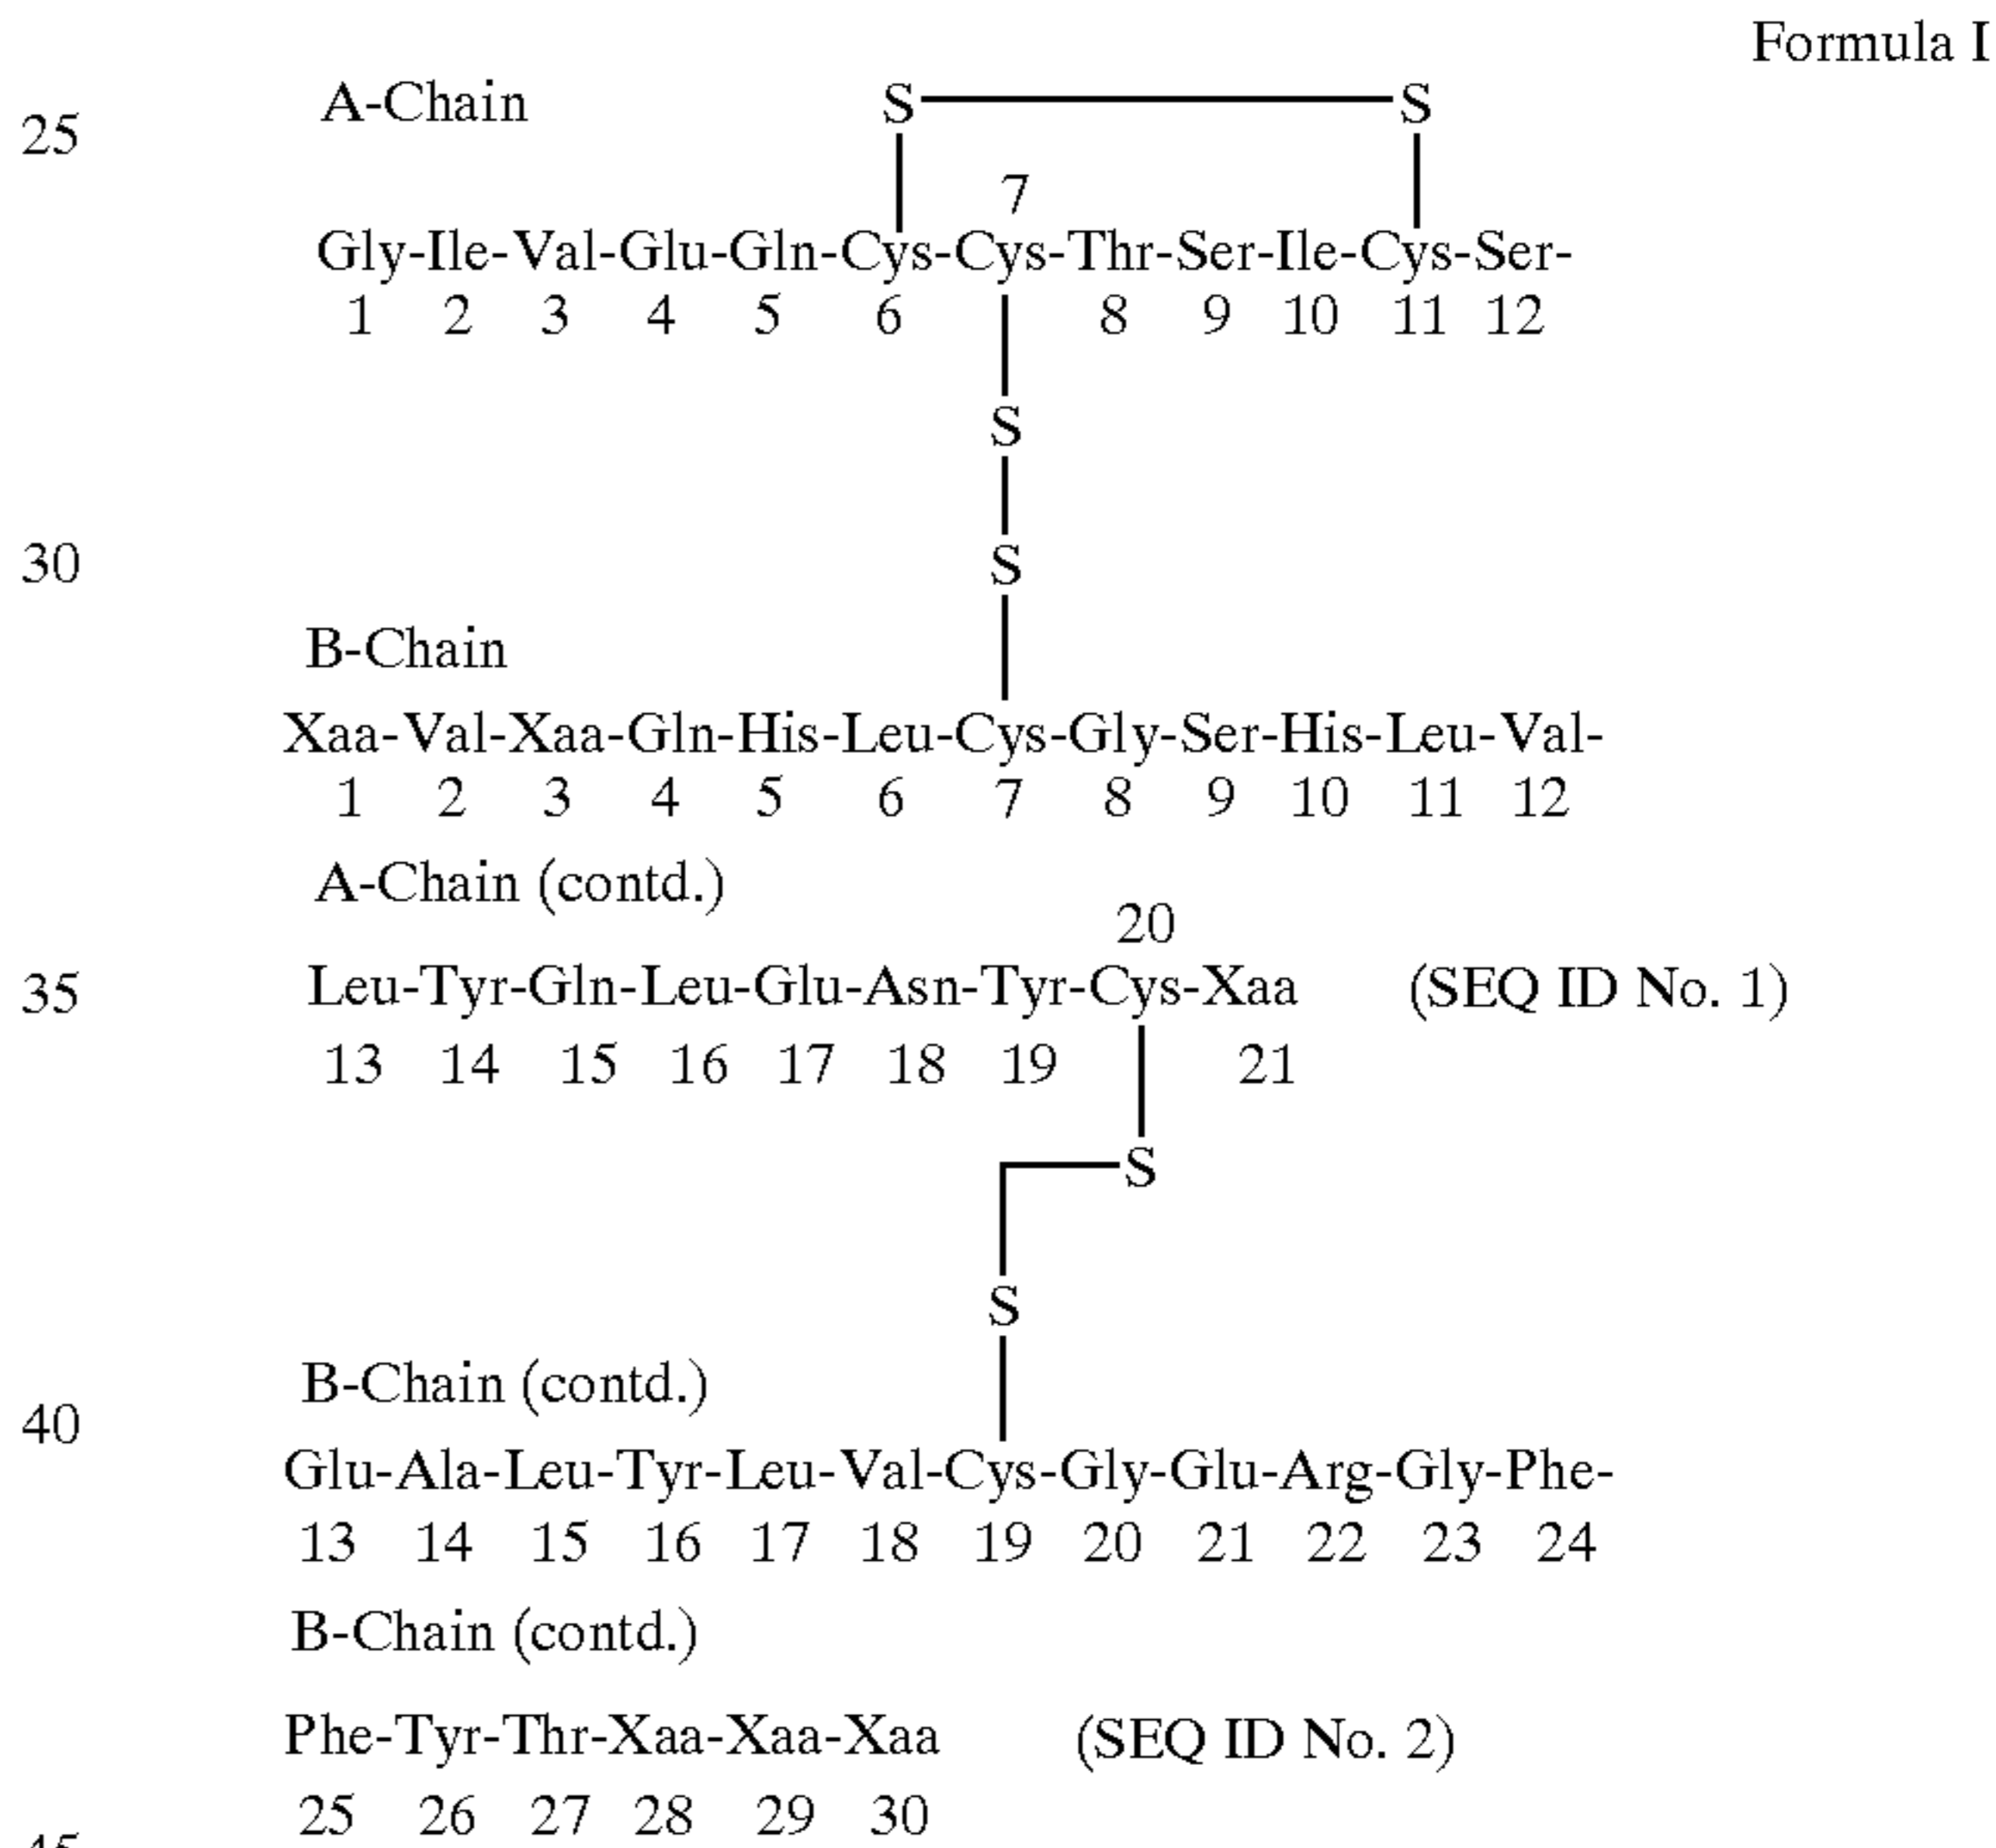 Formula I
25 A-Chain S S
7
Gly-Ile-Val-Glu-Gln-Cys-Cys-Thr-Ser-Ile-Cys-Ser-
1 2 3 4 5 6 8 9 10 11 12
S
30 S
B-Chain
Xaa-Val-Xaa-Gln-His-Leu-Cys-Gly-Ser-His-Leu-Val-
1 2 3 4 5 6 7 8 9 10 11 12
A-Chain (contd.)
20
35 Leu-Tyr-Gln-Leu-Glu-Asn-Tyr-Cys-Xaa (SEQ ID No. 1)
13 14 15 16 17 18 19 21
S
S
B-Chain (contd.)
40
Glu-Ala-Leu-Tyr-Leu-Val-Cys-Gly-Glu-Arg-Gly-Phe-
13 14 15 16 17 18 19 20 21 22 23 24
B-Chain (contd.)
Phe-Tyr-Thr-Xaa-Xaa-Xaa (SEQ ID No. 2)
25 26 27 28 29 30